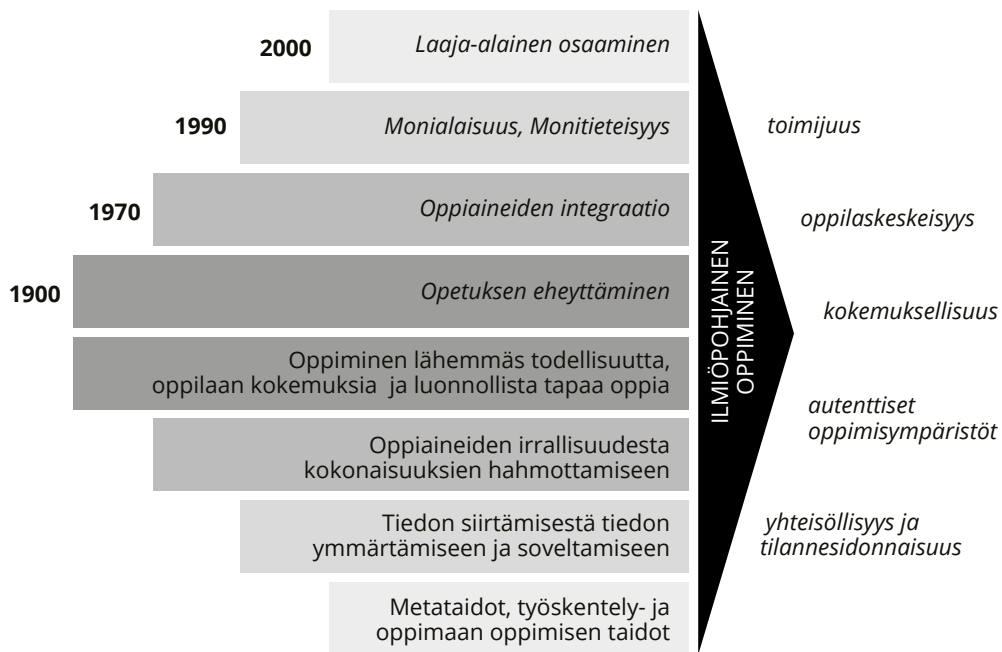 2000
Laaja-alainen osaaminen
1990
Monialaisuus, Monitieteisyys
1970
Oppiaineiden integraatio
1900
Opetuksen eheyttäminen
Oppiminen lähemmäs todellisuutta,
oppilaan kokemuksia ja luonnollista tapaa oppia
Oppiaineiden irrallisuudesta
kokonaisuuksien hahmottamiseen
Tiedon siirtämisestä tiedon
ymmärtämiseen ja soveltamiseen
Metataidot, työskentely- ja
oppimaan oppimisen taidot
ILMIÖPOHJAINEN
OPPIMINEN
toimijuus
oppilaskeskeisyys
kokemuksellisuus
autenttiset
oppimisympäristöt
yhteisöllisyys ja
tilannesidonnaisuus